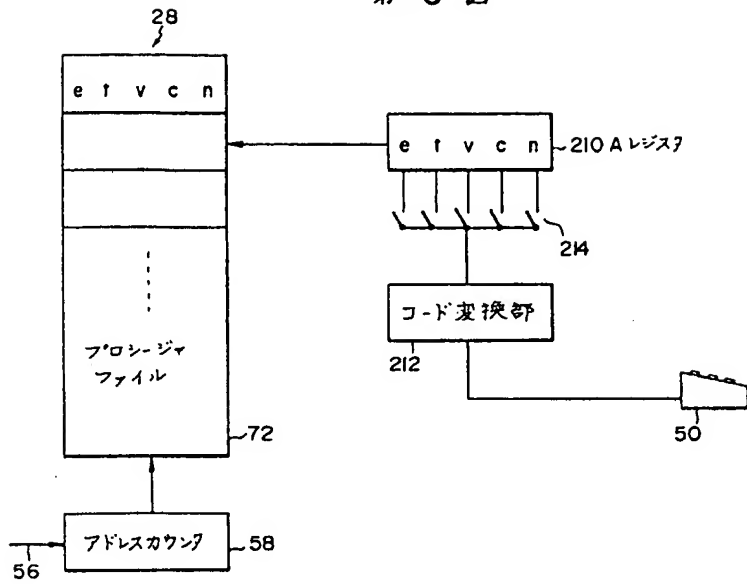 28
e t v c n
e t v c n
210 A レジスタ
214
コード変換部
212
プロシージャ
ファイル
50
72
アドレスカウンタ
58
56